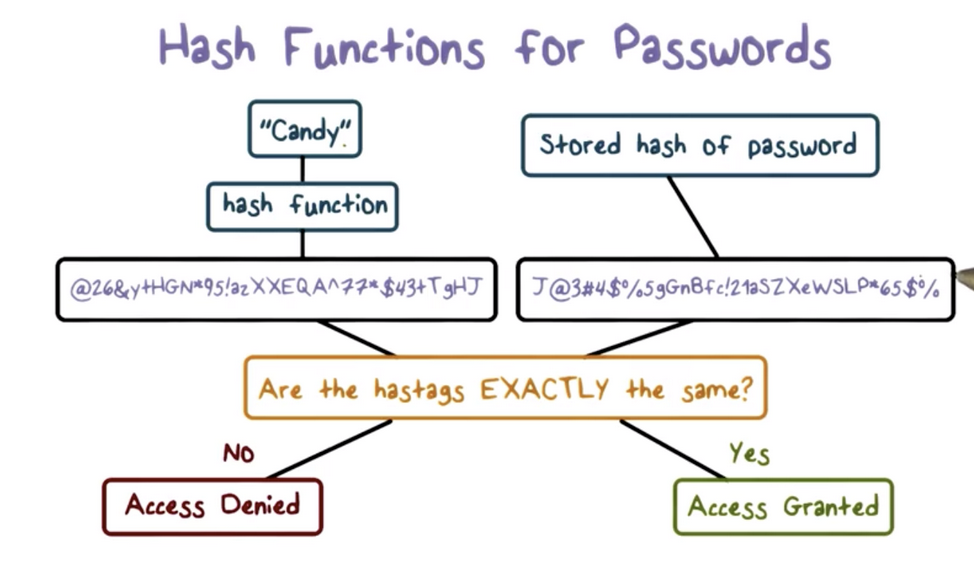 Hash Functions for Passwords
"Candy"
Stored hash of password
hash function
@26&y+HGN*95!azXXEQA^77*$43+TgHJ
J@3#4$%5gGnBfc!21aSZXeWSLP*65$%
Are the hastags EXACTLY the same?
No
Yes
Access Denied
Access Granted